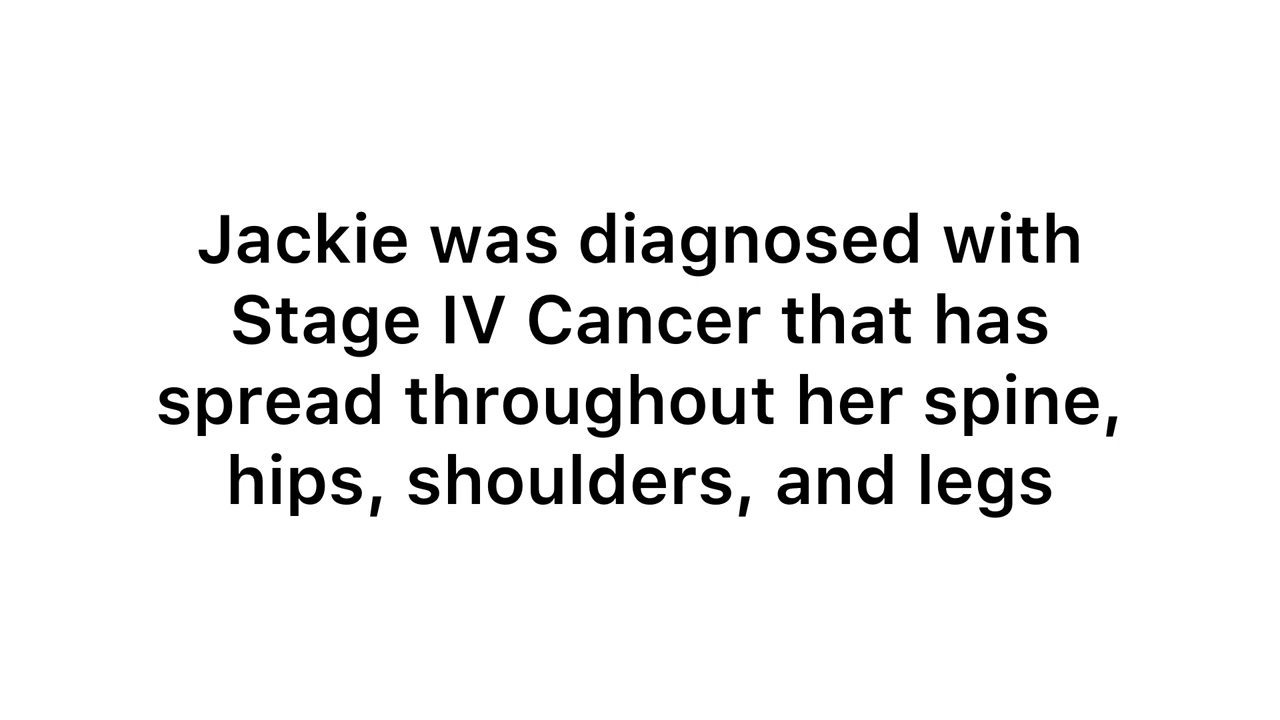 Jackie was diagnosed with
Stage IV Cancer that has
spread throughout her spine,
hips, shoulders, and legs